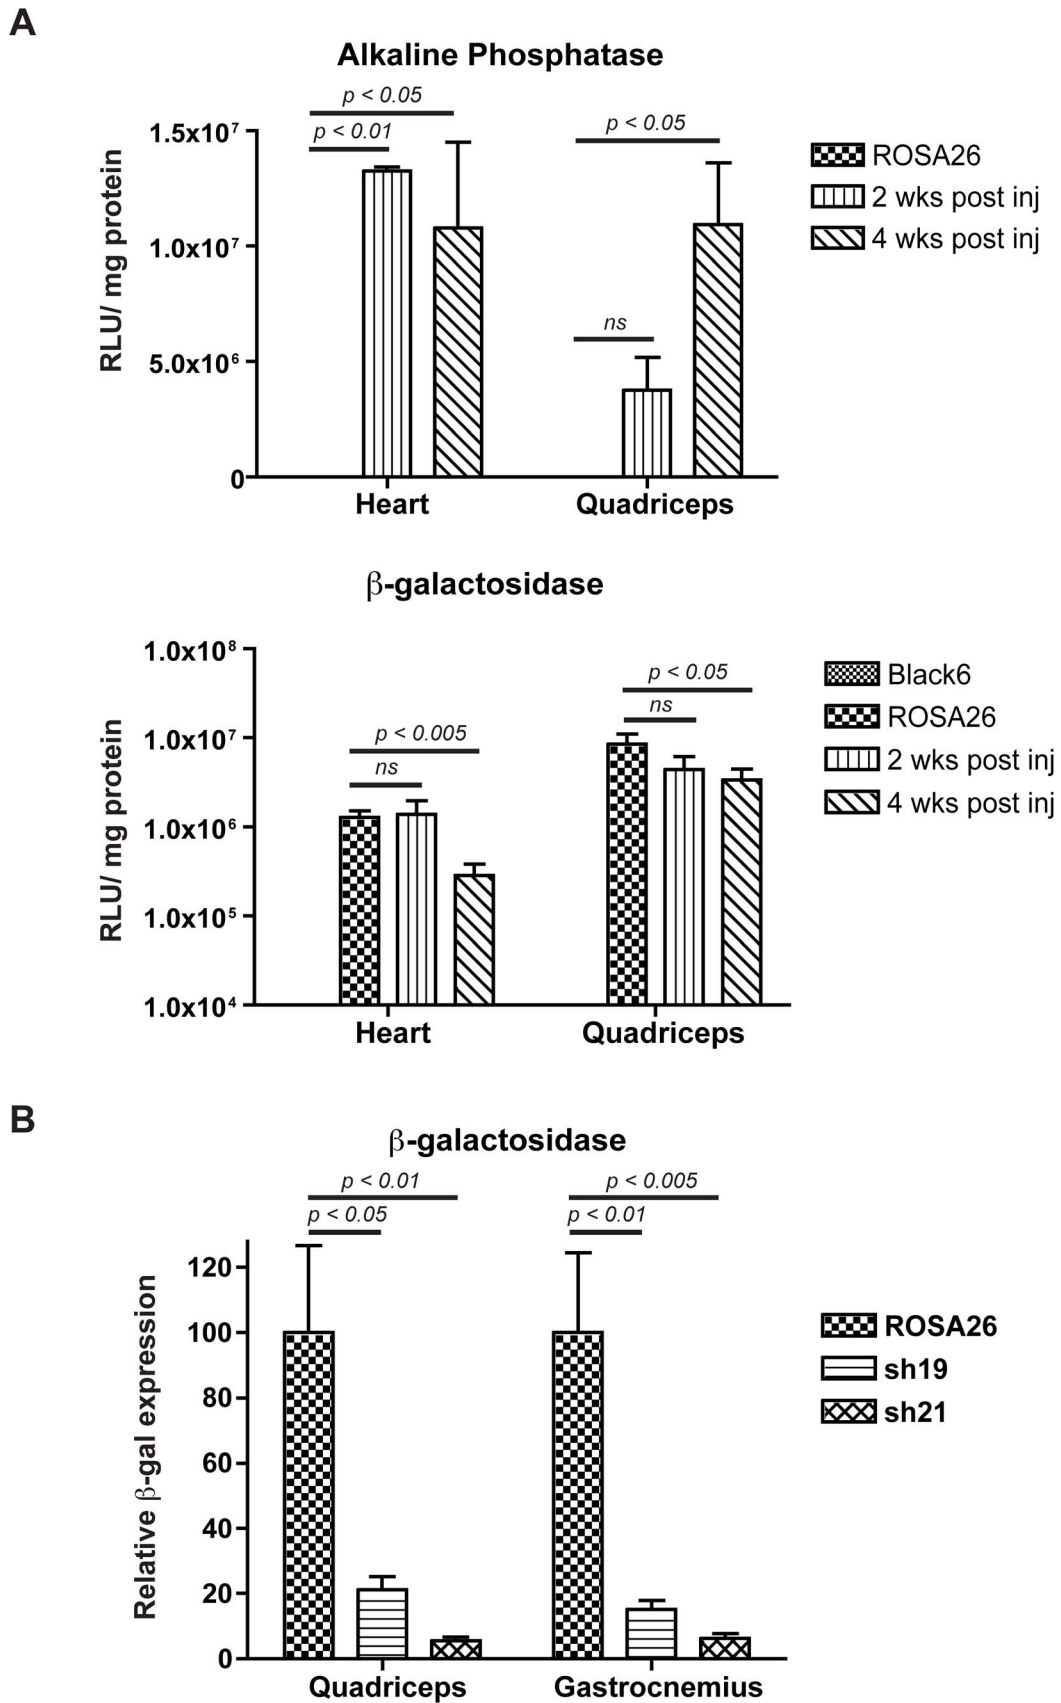 A
Alkaline Phosphatase
p < 0.05
p < 0.01
p < 0.05
ns
1.5x10⁷
1.0x10⁷
5.0x10⁶
0
RLU/ mg protein
Heart
Quadriceps
ROSA26
2 wks post inj
4 wks post inj
β-galactosidase
p < 0.005
ns
p < 0.05
ns
1.0x10⁸
1.0x10⁷
1.0x10⁶
1.0x10⁵
1.0x10⁴
RLU/ mg protein
Heart
Quadriceps
Black6
ROSA26
2 wks post inj
4 wks post inj
B
β-galactosidase
p < 0.01
p < 0.05
p < 0.005
p < 0.01
120
100
80
60
40
20
0
Relative β-gal expression
Quadriceps
Gastrocnemius
ROSA26
sh19
sh21